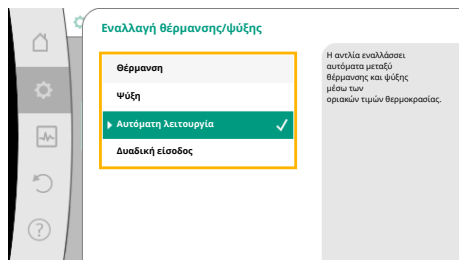 Εναλλαγή θέρμανσης/ψύξης
Θέρμανση
Ψύξη
Αυτόματη λειτουργία
Δυαδική είσοδος
Η αντλία εναλλάσσει
αυτόματα μεταξύ
θέρμανσης και ψύξης
μέσω των
οριακών τιμών θερμοκρασίας.